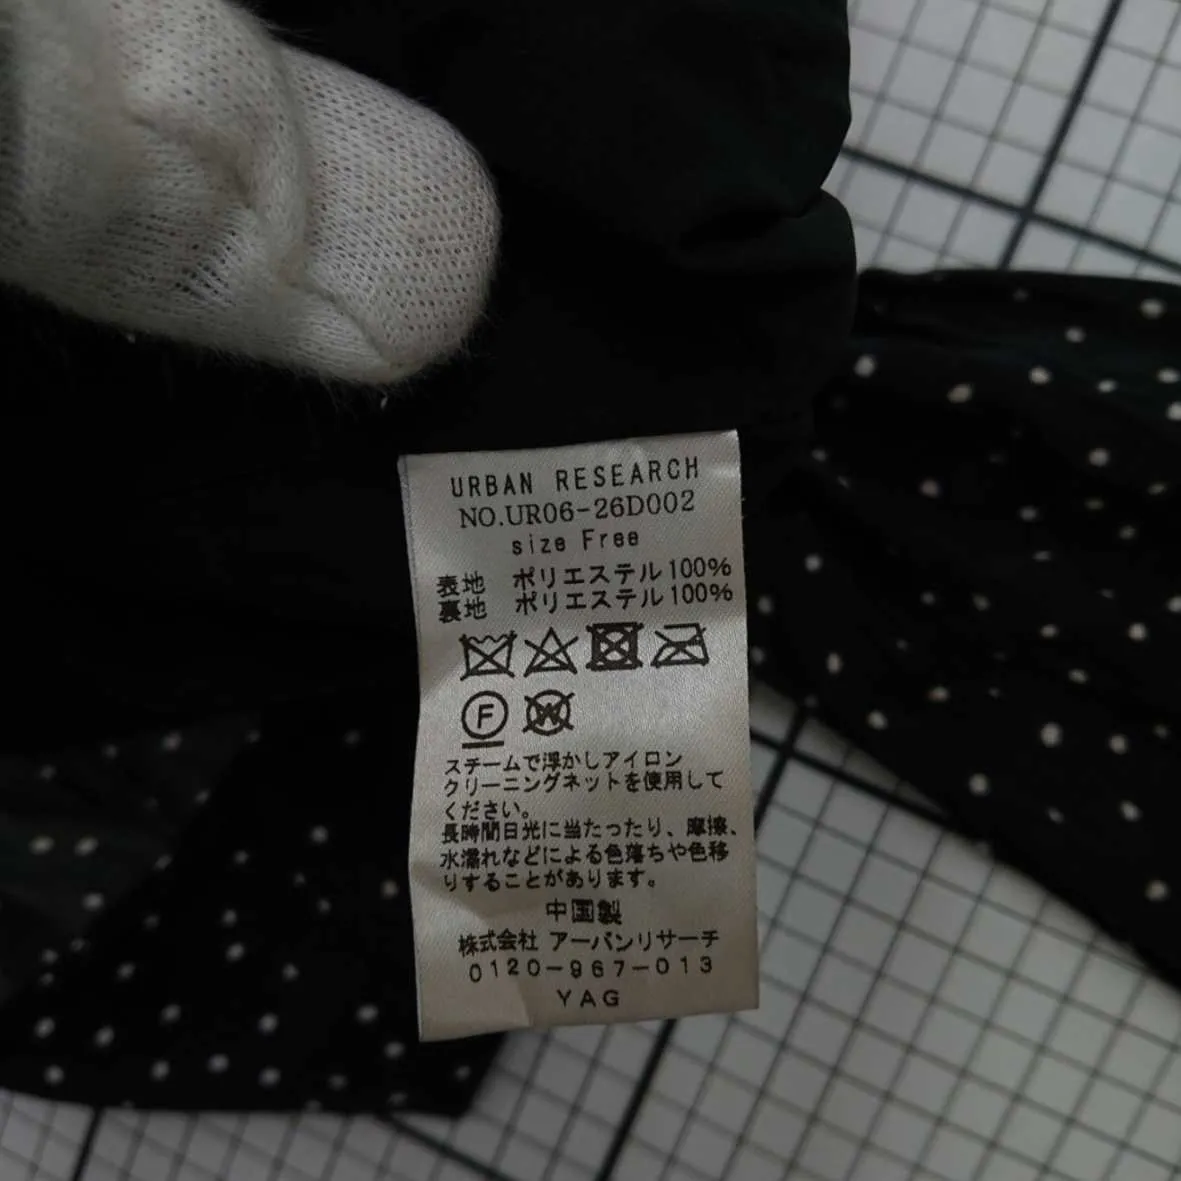 URBAN RESEARCH
NO.UR06-26D002
size Free
表地 ポリエステル100%
裏地 ポリエステル100%
F W
スチームで浮かしアイロン
クリーニングネットを使用して
ください。
長時間日光に当たったり、摩擦、
水濡れなどによる色落ちや色移
りすることがあります。
中国製
株式会社 アーバンリサーチ
0120-967-013
YAG